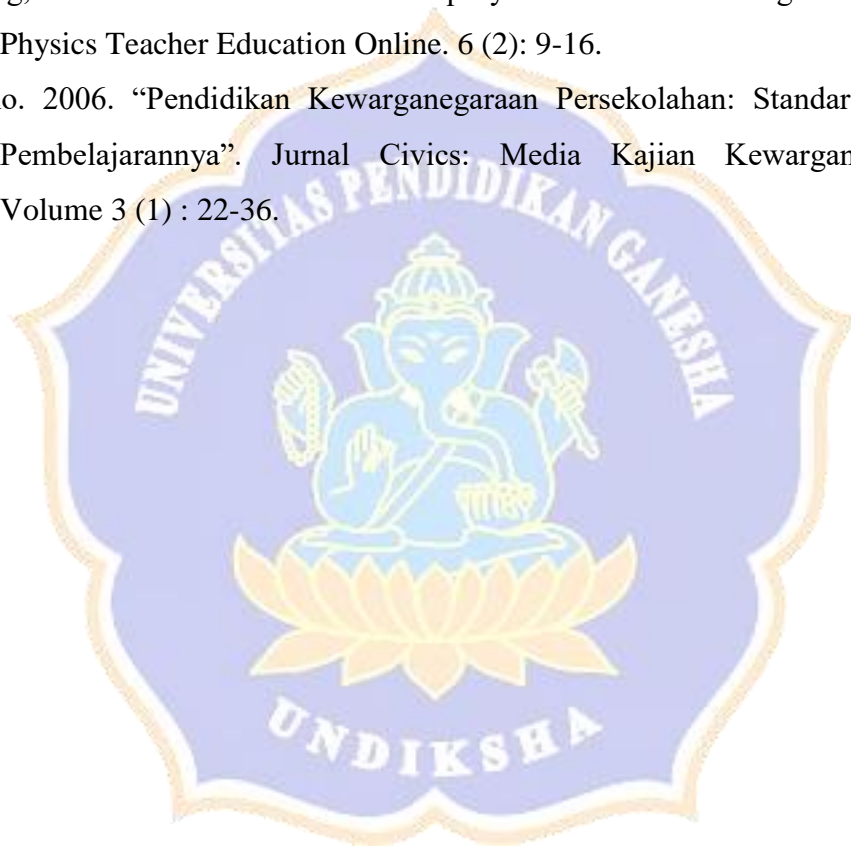 Physics Teacher Education Online. 6 (2): 9-16.
o. 2006. “Pendidikan Kewarganegaraan Persekolahan: Standar
Pembelajarannya”. Jurnal Civics: Media Kajian Kewargan
Volume 3 (1) : 22-36.
UNIVERSITAS PENDIDIKAN GANESHA
UNDIKSHA